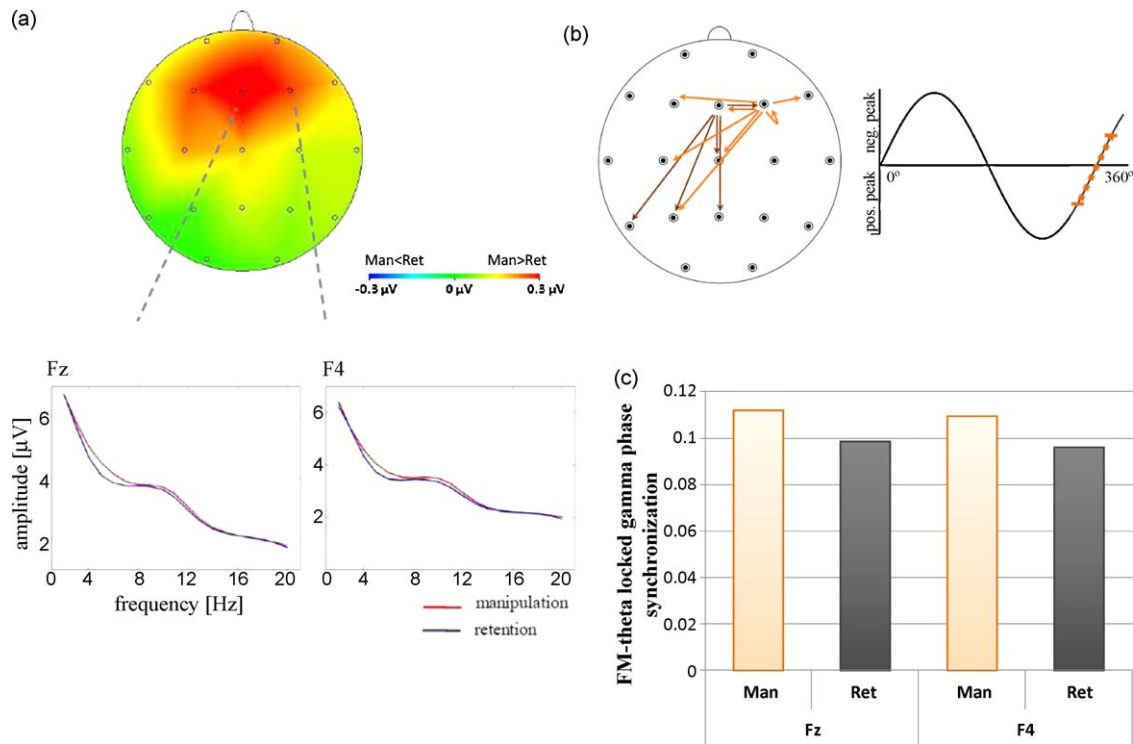 (a)
Man<Ret Man>Ret
-0.3 µV 0 µV 0.3 µV
Fz
F4
amplitude [µV]
6
4
2
0 4 8 12 16 20
6
4
2
0 4 8 12 16 20
frequency [Hz]
manipulation
retention
(b)
pos. peak neg. peak
0º
360º
(c)
FM-theta locked gamma phase
synchronization
0.12
0.1
0.08
0.06
0.04
0.02
0
Man Ret Man Ret
Fz F4